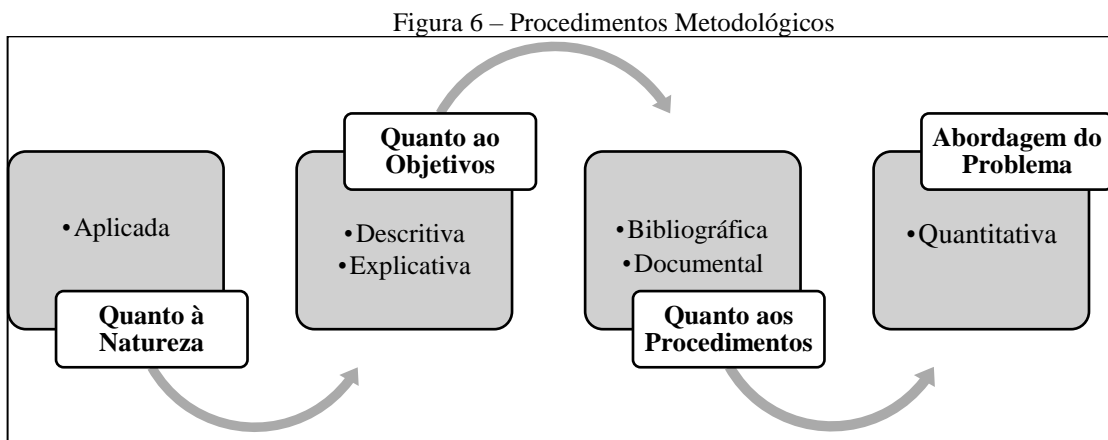 Figura 6 – Procedimentos Metodológicos
• Aplicada
Quanto à
Natureza
Quanto ao
Objetivos
• Descritiva
• Explicativa
• Bibliográfica
• Documental
Quanto aos
Procedimentos
Abordagem do
Problema
• Quantitativa